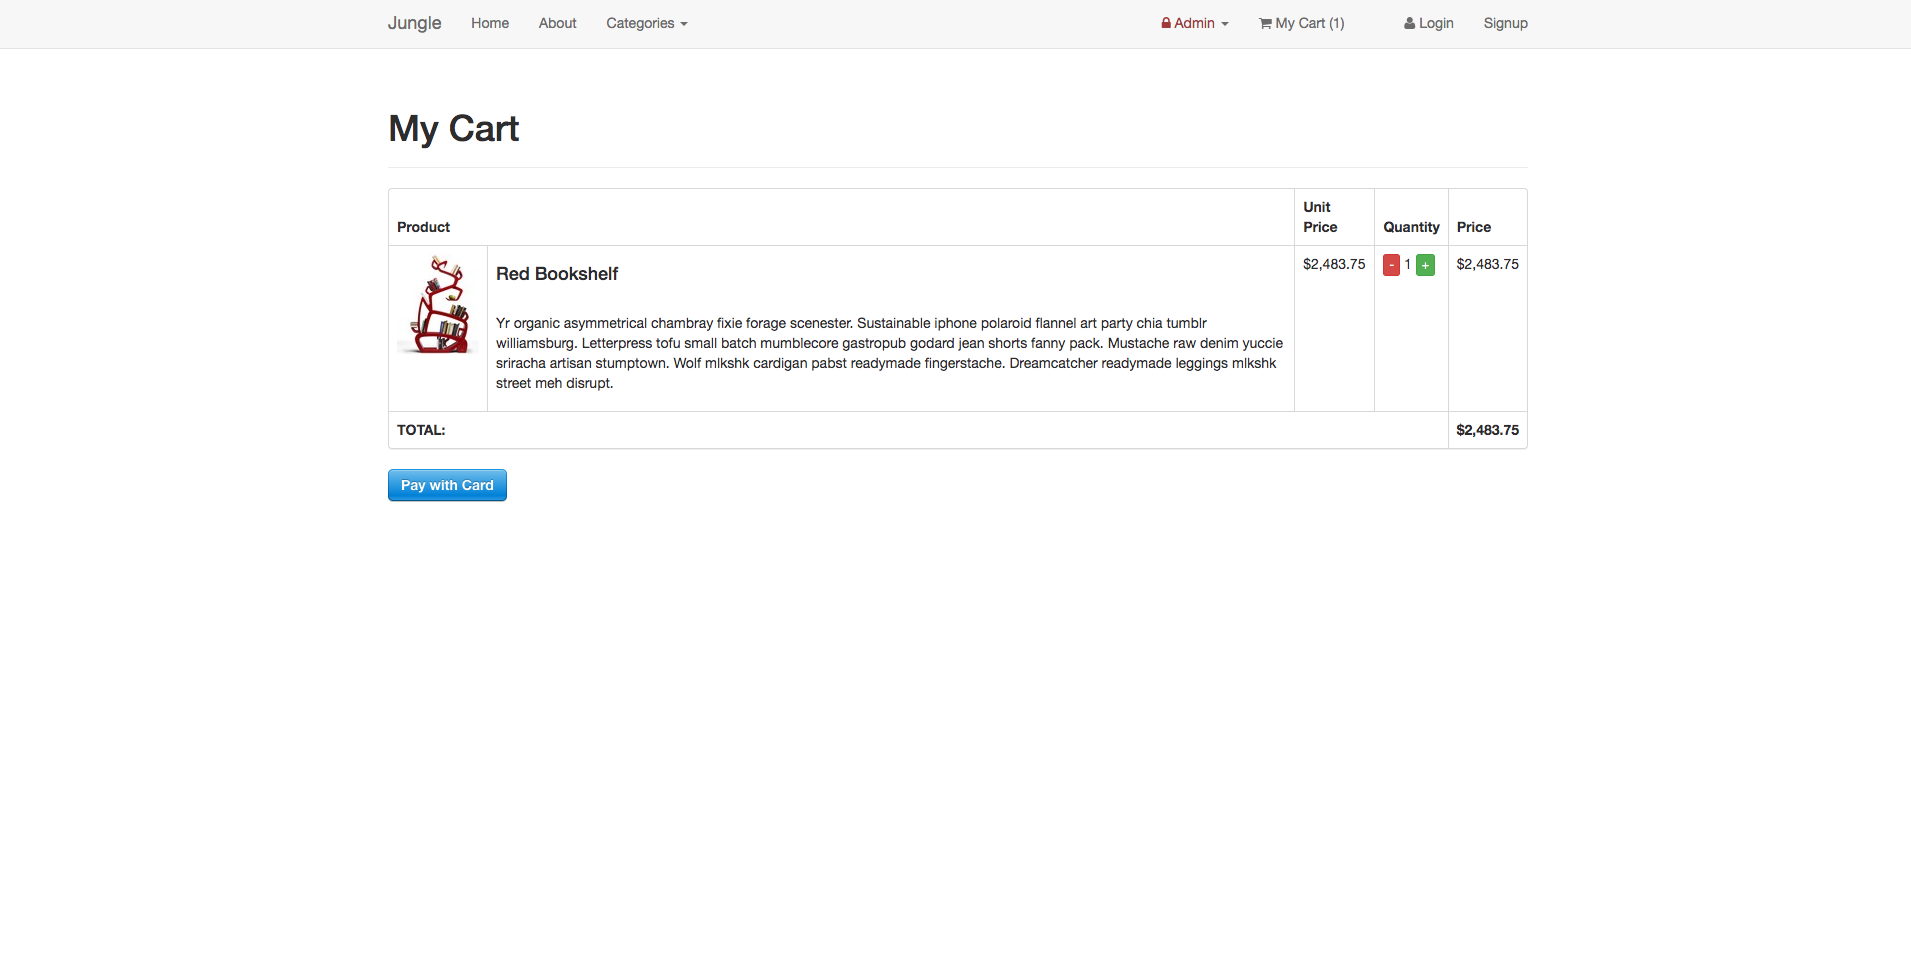 Jungle Home About Categories Admin My Cart (1) Login Signup
My Cart
Product Unit Price Quantity Price
Red Bookshelf $2,483.75 - 1 + $2,483.75
Yr organic asymmetrical chambray fixie forage scenester. Sustainable iphone polaroid flannel art party chia tumblr
williamsburg. Letterpress tofu small batch mumblecore gastropub godard jean shorts fanny pack. Mustache raw denim yuccie
sriracha artisan stumptown. Wolf mlkshk cardigan pabst readymade fingerstache. Dreamcatcher readymade leggings mlkshk
street meh disrupt.
TOTAL: $2,483.75
Pay with Card